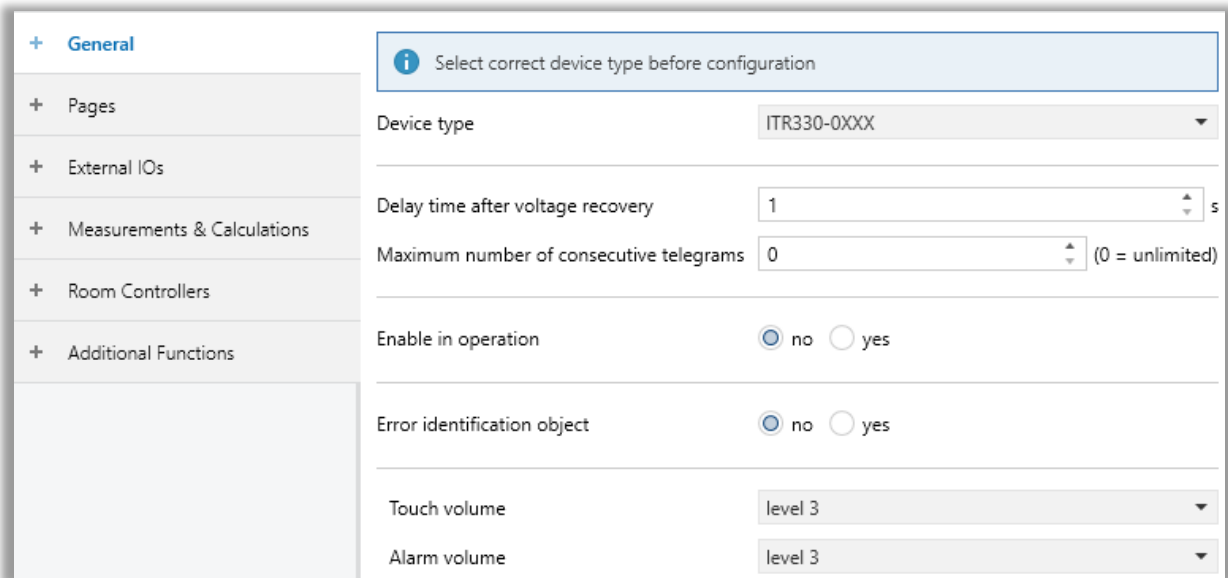 General
Pages
External IOs
Measurements & Calculations
Room Controllers
Additional Functions
Select correct device type before configuration
Device type ITR330-0XXX
Delay time after voltage recovery 1 s
Maximum number of consecutive telegrams 0 (0 = unlimited)
Enable in operation no yes
Error identification object no yes
Touch volume level 3
Alarm volume level 3